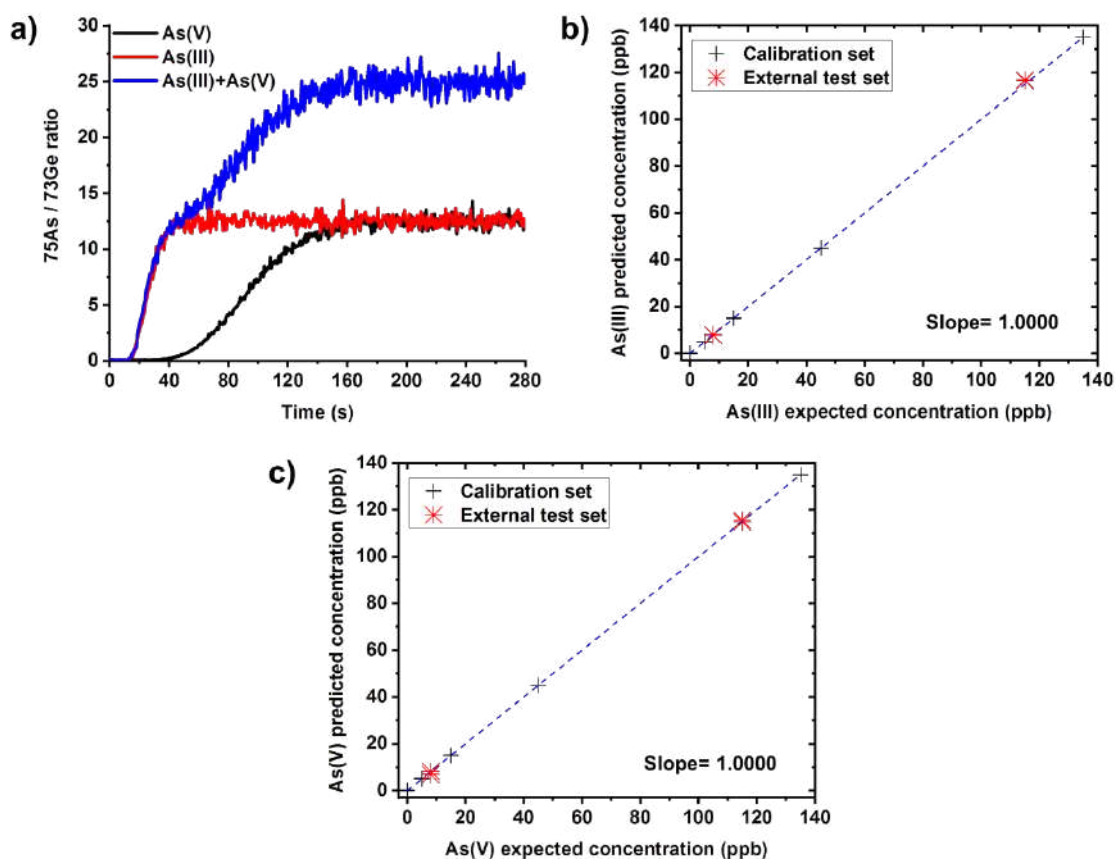 a)
As(V)
As(III)
As(III)+As(V)
75As / 73Ge ratio
30
25
20
15
10
5
0
0 40 80 120 160 200 240 280
Time (s)
b)
Calibration set
External test set
As(III) predicted concentration (ppb)
140
120
100
80
60
40
20
0
Slope= 1.0000
0 20 40 60 80 100 120 140
As(III) expected concentration (ppb)
c)
Calibration set
External test set
As(V) predicted concentration (ppb)
140
120
100
80
60
40
20
0
Slope= 1.0000
0 20 40 60 80 100 120 140
As(V) expected concentration (ppb)